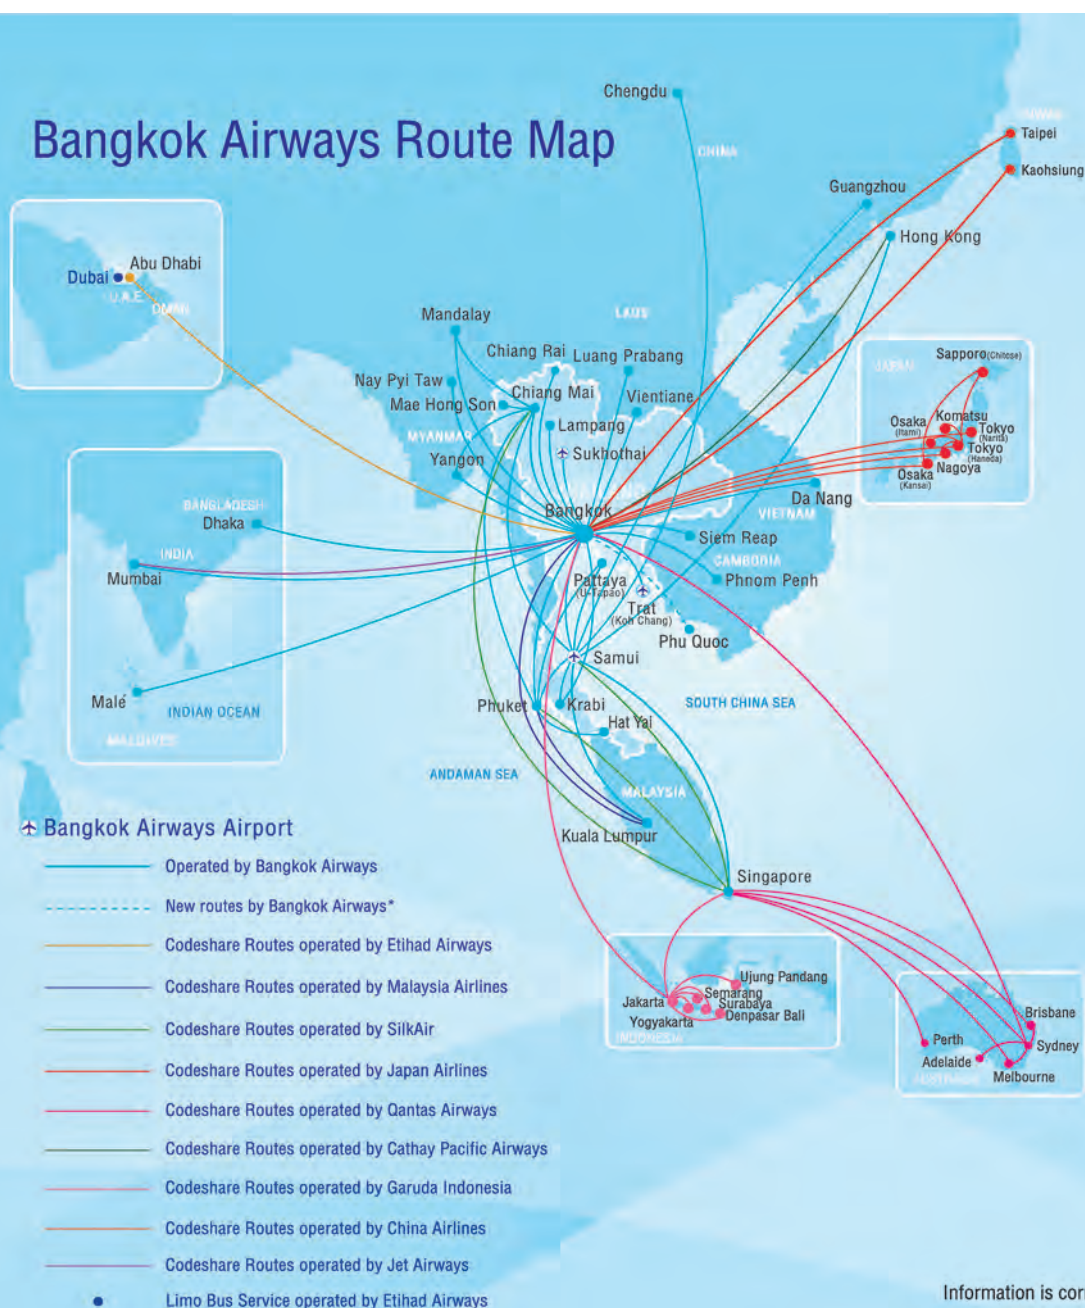 Bangkok Airways Route Map
Chengdu
CHINA
Taipei
Kaohsiung
Guangzhou
Hong Kong
Abu Dhabi
Dubai
U.A.E.
OMAN
LAOS
Mandalay
Chiang Rai
Luang Prabang
Sapporo (Chitose)
JAPAN
Nay Pyi Taw
Chiang Mai
Mae Hong Son
Vientiane
Lampang
Komatsu
Osaka
(Itami)
Tokyo
(Narita)
MYANMAR
Sukhothai
Tokyo
(Haneda)
Yangon
Nagoya
Osaka
(Kansai)
Da Nang
BANGLADESH
Dhaka
Bangkok
VIETNAM
Siem Reap
INDIA
CAMBODIA
Mumbai
Pattaya
(U-Tapao)
Phnom Penh
Trat
(Koh Chang)
Phu Quoc
Samui
Malé
INDIAN OCEAN
Phuket
Krabi
SOUTH CHINA SEA
Hat Yai
MALDIVES
ANDAMAN SEA
MALAYSIA
Bangkok Airways Airport
Kuala Lumpur
Operated by Bangkok Airways
Singapore
New routes by Bangkok Airways*
Codeshare Routes operated by Etihad Airways
Codeshare Routes operated by Malaysia Airlines
Ujung Pandang
Semarang
Jakarta
Surabaya
Yogyakarta
Denpasar Bali
INDONESIA
Codeshare Routes operated by SilkAir
Brisbane
Perth
Sydney
Adelaide
Melbourne
AUSTRALIA
Codeshare Routes operated by Japan Airlines
Codeshare Routes operated by Qantas Airways
Codeshare Routes operated by Cathay Pacific Airways
Codeshare Routes operated by Garuda Indonesia
Codeshare Routes operated by China Airlines
Codeshare Routes operated by Jet Airways
Limo Bus Service operated by Etihad Airways
Information is cor